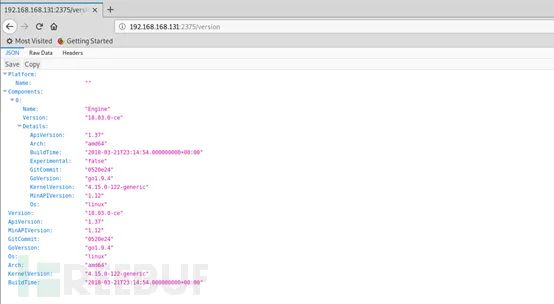 192.168.168.131:2375/vers
192.168.168.131:2375/version
Most Visited Getting Started
JSON Raw Data Headers
Save Copy
Platform:
Name: ""
Components:
0:
Name: "Engine"
Version: "18.03.0-ce"
Details:
ApiVersion: "1.37"
Arch: "amd64"
BuildTime: "2018-03-21T23:14:54.000000000+00:00"
Experimental: "false"
GitCommit: "0520e24"
GoVersion: "go1.9.4"
KernelVersion: "4.15.0-122-generic"
MinAPIVersion: "1.12"
Os: "linux"
Version: "18.03.0-ce"
ApiVersion: "1.37"
MinAPIVersion: "1.12"
GitCommit: "0520e24"
GoVersion: "go1.9.4"
Os: "linux"
Arch: "amd64"
KernelVersion: "4.15.0-122-generic"
BuildTime: "2018-03-21T23:14:54.000000000+00:00"
FREEBUF